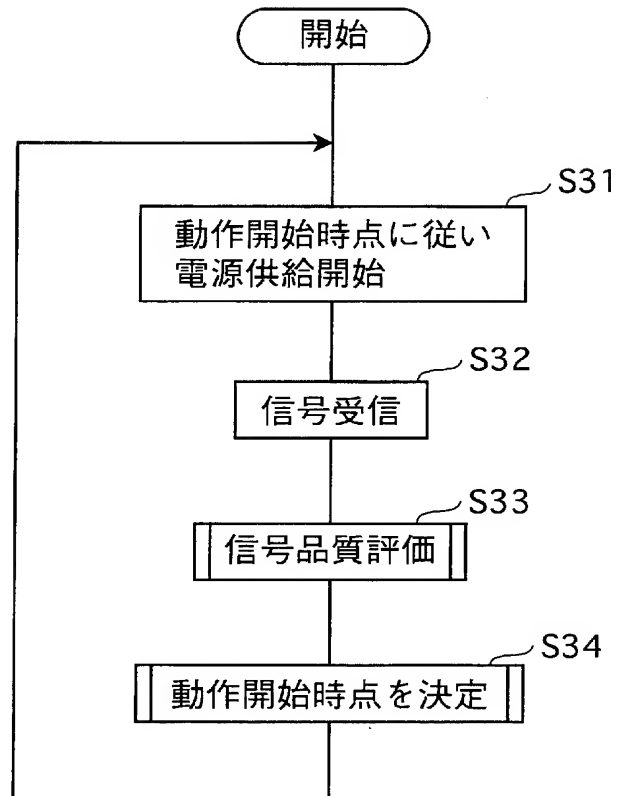 開始
S31
動作開始時点に従い
電源供給開始
S32
信号受信
S33
信号品質評価
S34
動作開始時点を決定